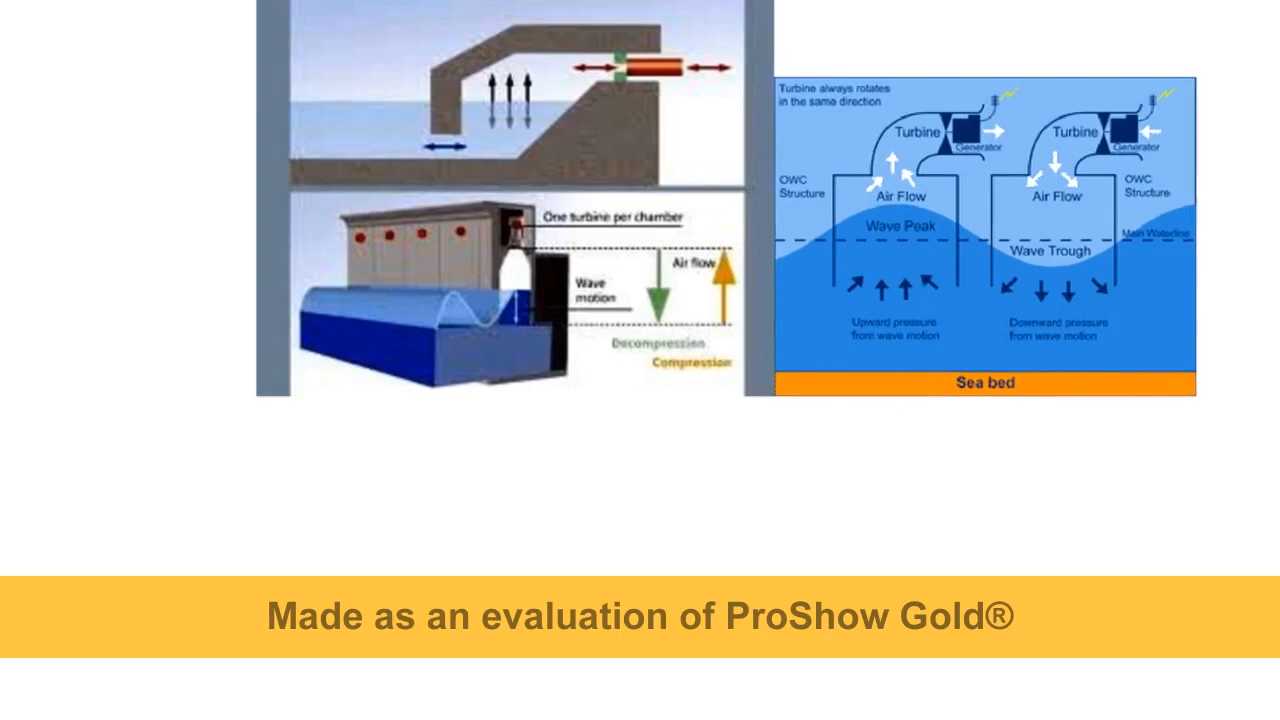 One turbine per chamber
Air flow
Wave
motion
Decompression
Compression
Turbine always rotates
in the same direction
Turbine
Generator
Turbine
Generator
OWC
Structure
Air Flow
Air Flow
OWC
Structure
Wave Peak
Main Waterline
Wave Trough
Upward pressure
from wave motion
Downward pressure
from wave motion
Sea bed
Made as an evaluation of ProShow Gold®